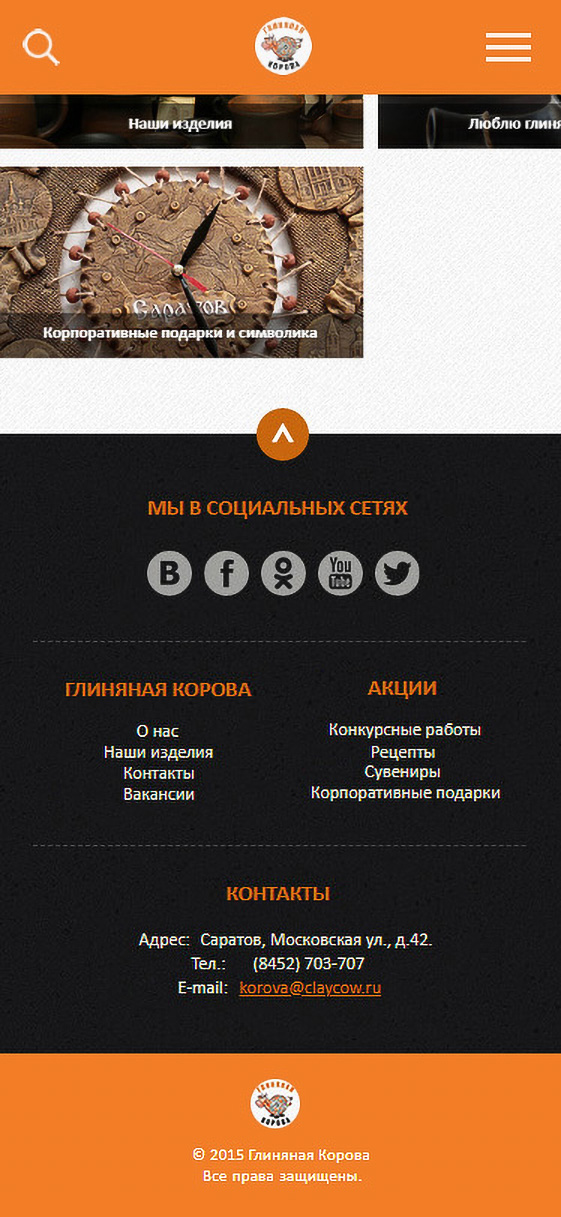 ГЛИНЯНАЯ
КОРОВА
Наши изделия
Люблю глиня
Саратов
Корпоративные подарки и символика
МЫ В СОЦИАЛЬНЫХ СЕТЯХ
В f You Tube
ГЛИНЯНАЯ КОРОВА
О нас
Наши изделия
Контакты
Вакансии
АКЦИИ
Конкурсные работы
Рецепты
Сувениры
Корпоративные подарки
КОНТАКТЫ
Адрес: Саратов, Московская ул., д.42.
Тел.: (8452) 703-707
E-mail: korova@claycow.ru
ГЛИНЯНАЯ
КОРОВА
© 2015 Глиняная Корова
Все права защищены.